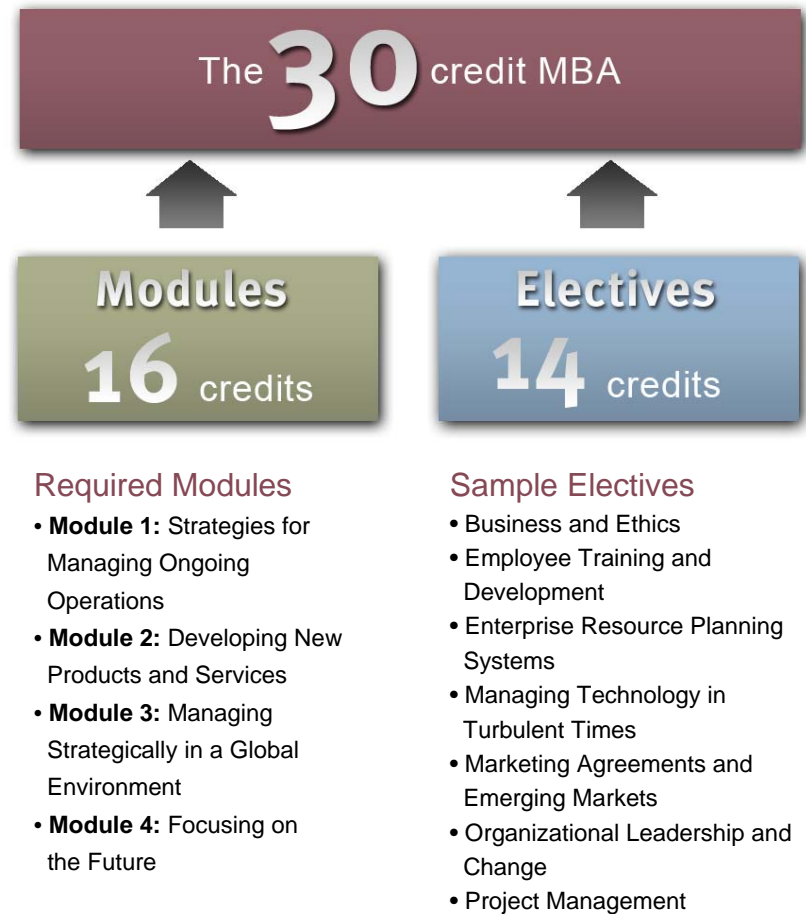 The 30 credit MBA
Modules
16 credits
Required Modules
• Module 1: Strategies for
Managing Ongoing
Operations
• Module 2: Developing New
Products and Services
• Module 3: Managing
Strategically in a Global
Environment
• Module 4: Focusing on
the Future
Electives
14 credits
Sample Electives
• Business and Ethics
• Employee Training and
Development
• Enterprise Resource Planning
Systems
• Managing Technology in
Turbulent Times
• Marketing Agreements and
Emerging Markets
• Organizational Leadership and
Change
• Project Management